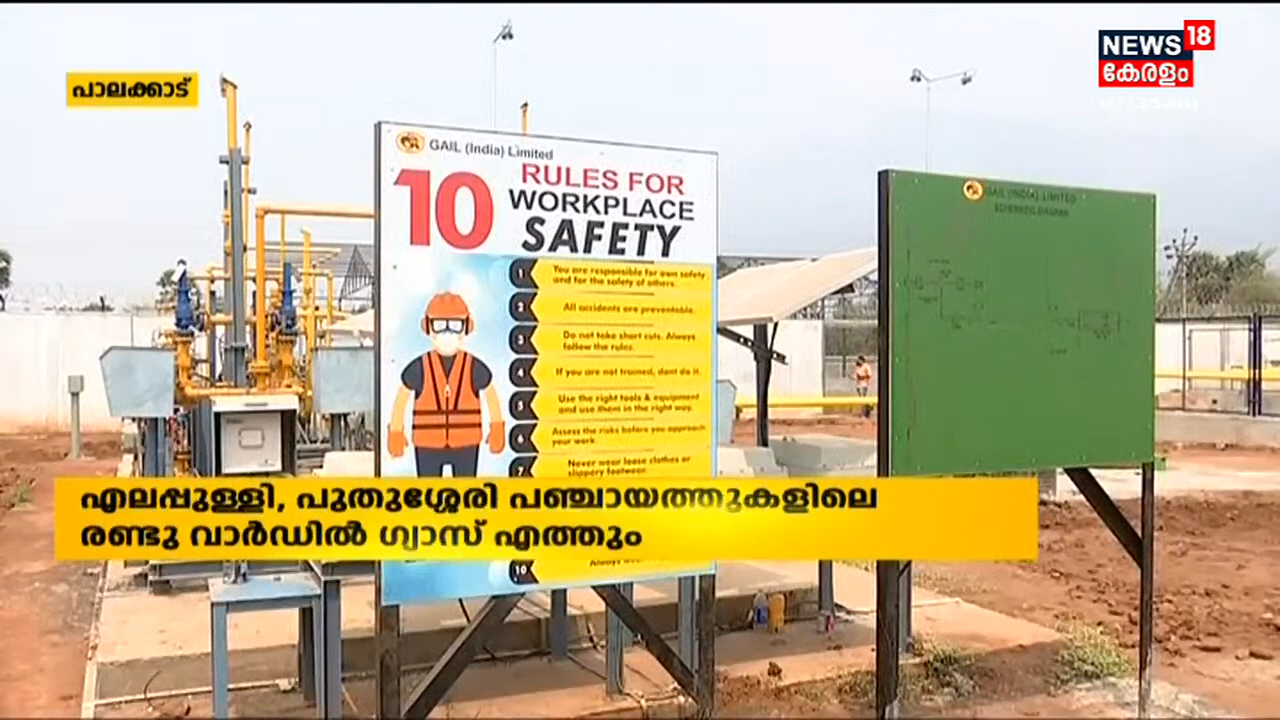 NEWS 18
കേരളം
പാലക്കാട്
GAIL (India) Limited
10 RULES FOR
WORKPLACE
SAFETY
1 You are responsible for own safety
and for the safety of others.
2 All accidents are preventable.
3 Do not take short cuts. Always
follow the rules.
4 If you are not trained, dont do it.
5 Use the right tools & equipment
and use them in the right way.
6 Assess the risks before you approach
your work.
7 Never wear loose clothes or
slippery footwear.
10 Always
GAIL (INDIA) LIMITED
SCHEMATIC DIAGRAM
എലപ്പുള്ളി, പുതുശ്ശേരി പഞ്ചായത്തുകളിലെ
രണ്ടു വാർഡിൽ ഗ്യാസ് എത്തും